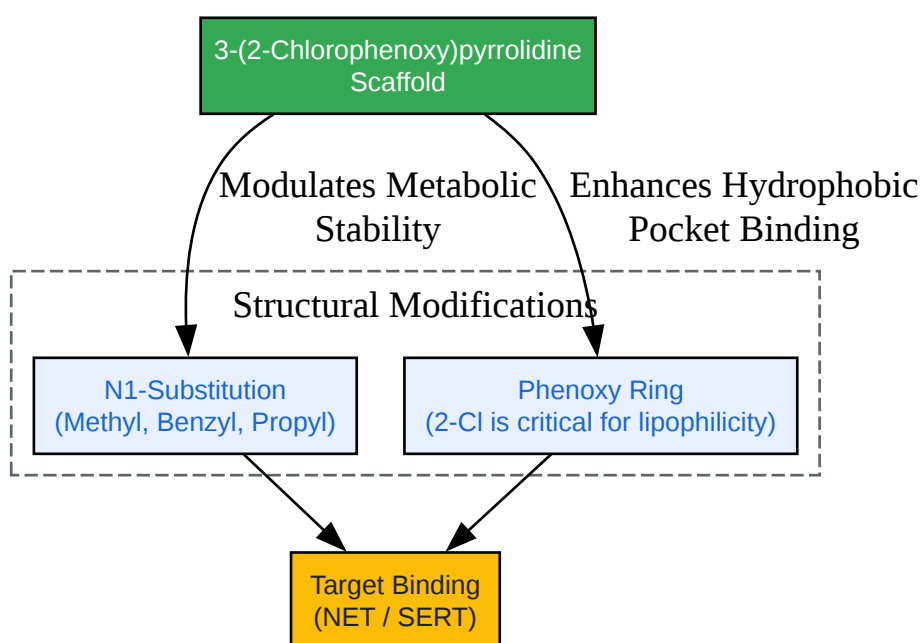 3-(2-Chlorophenoxy)pyrrolidine
Scaffold
Modulates Metabolic
Stability
Enhances Hydrophobic
Pocket Binding
Structural Modifications
N1-Substitution
(Methyl, Benzyl, Propyl)
Phenoxy Ring
(2-Cl is critical for lipophilicity)
Target Binding
(NET / SERT)